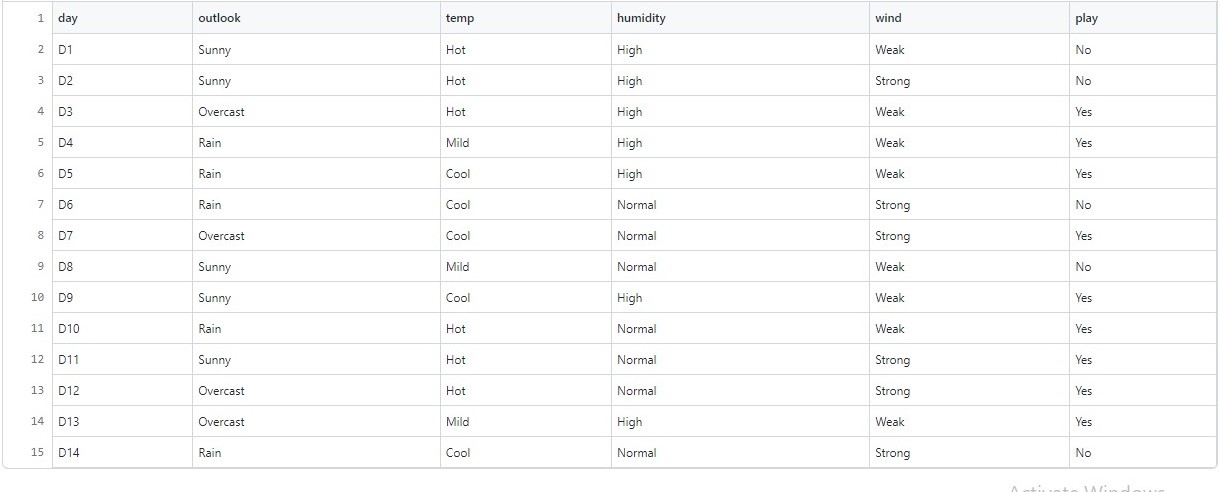 1 day outlook temp humidity wind play
2 D1 Sunny Hot High Weak No
3 D2 Sunny Hot High Strong No
4 D3 Overcast Hot High Weak Yes
5 D4 Rain Mild High Weak Yes
6 D5 Rain Cool High Weak Yes
7 D6 Rain Cool Normal Strong No
8 D7 Overcast Cool Normal Strong Yes
9 D8 Sunny Mild Normal Weak No
10 D9 Sunny Cool High Weak Yes
11 D10 Rain Hot Normal Weak Yes
12 D11 Sunny Hot Normal Strong Yes
13 D12 Overcast Hot Normal Strong Yes
14 D13 Overcast Mild High Weak Yes
15 D14 Rain Cool Normal Strong No
Activate Windows